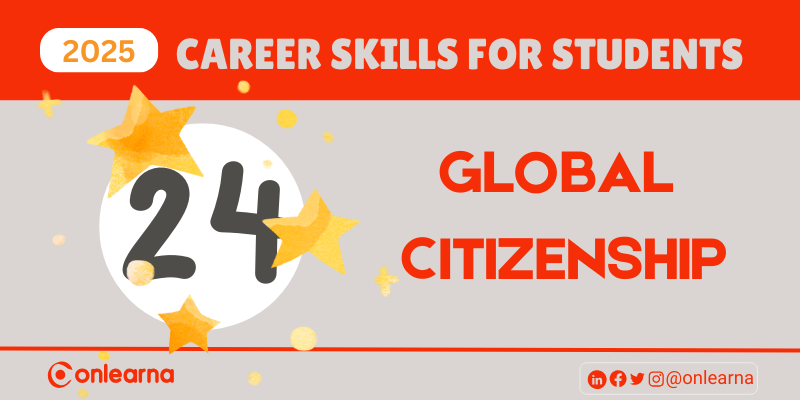 2025
CAREER SKILLS FOR STUDENTS
24
GLOBAL
CITIZENSHIP
onlearna
@onlearna